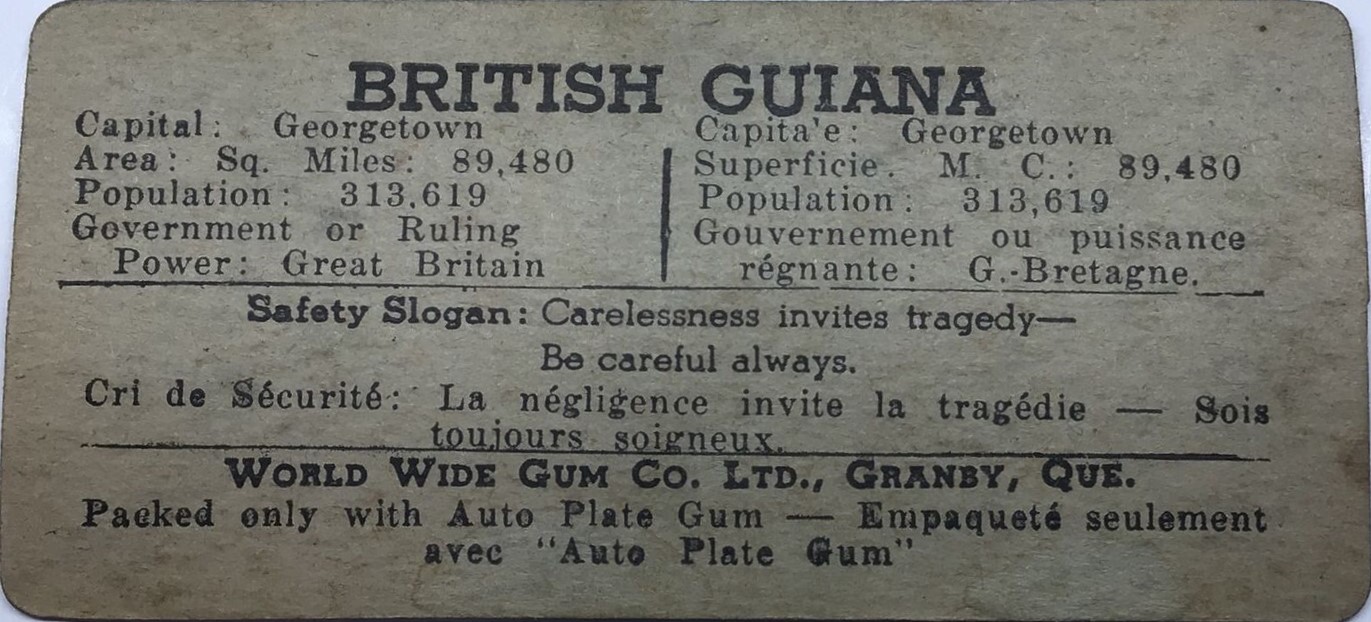 BRITISH GUIANA
Capital: Georgetown
Area: Sq. Miles: 89,480
Population: 313,619
Government or Ruling
Power: Great Britain
Capita'e: Georgetown
Superficie. M. C.: 89,480
Population: 313,619
Gouvernement ou puissance
régnante: G.-Bretagne.
Safety Slogan: Carelessness invites tragedy—
Be careful always.
Cri de Sécurité: La négligence invite la tragédie — Sois
toujours soigneux.
WORLD WIDE GUM CO. LTD., GRANBY, QUE.
Packed only with Auto Plate Gum — Empaqueté seulement
avec "Auto Plate Gum"